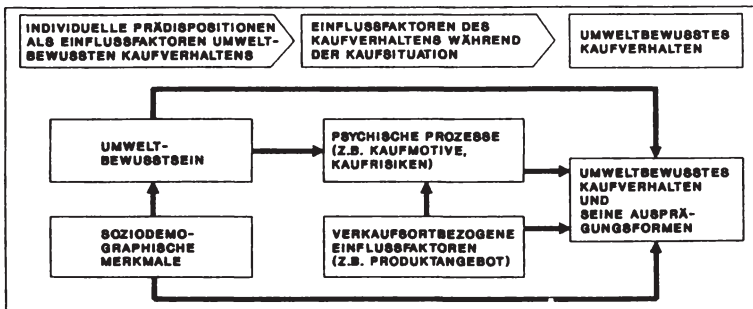 INDIVIDUELLE PRÄDISPOSITIONEN
ALS EINFLUSSFAKTOREN UMWELT-
BEWUSSTEN KAUFVERHALTENS
EINFLUSSFAKTOREN DES
KAUFVERHALTENS WÄHREND
DER KAUFSITUATION
UMWELTBEWUSSTES
KAUFVERHALTEN
UMWELT-
BEWUSSTSEIN
PSYCHISCHE PROZESSE
(Z.B. KAUFMOTIVE,
KAUFRISIKEN)
UMWELTBEWUSSTES
KAUFVERHALTEN
UND
SEINE AUSPRÄ-
GUNGSFORMEN
SOZIODEMO-
GRAPHISCHE
MERKMALE
VERKAUFSORTBEZOGENE
EINFLUSSFAKTOREN
(Z.B. PRODUKTANGEBOT)